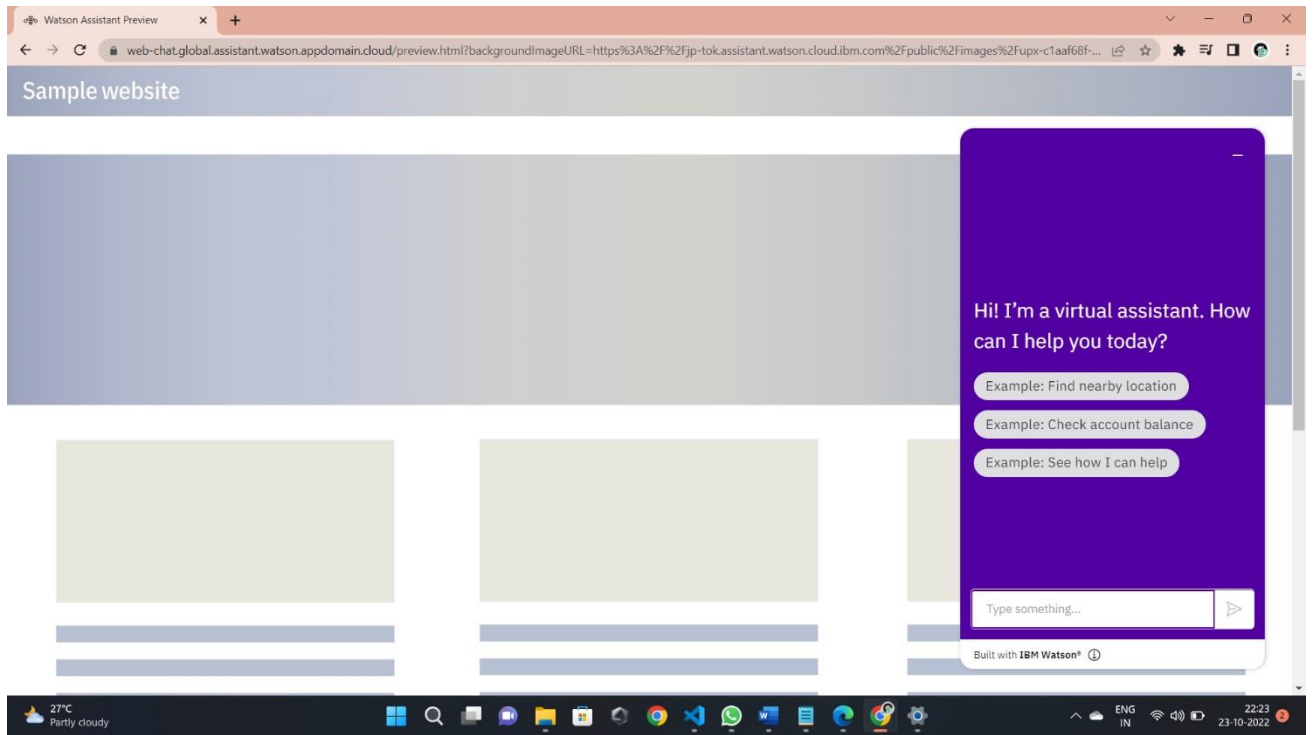 Watson Assistant Preview
web-chat.global.assistant.watson.appdomain.cloud/preview.html?backgroundImageURL=https%3A%2F%2Fjp-tok.assistant.watson.cloud.ibm.com%2Fpublic%2Fimages%2Fupx-c1aaf68f-...
Sample website
Hi! I'm a virtual assistant. How
can I help you today?
Example: Find nearby location
Example: Check account balance
Example: See how I can help
Type something...
Built with IBM Watson®
27°C
Partly cloudy
ENG
IN
22:23
23-10-2022
2